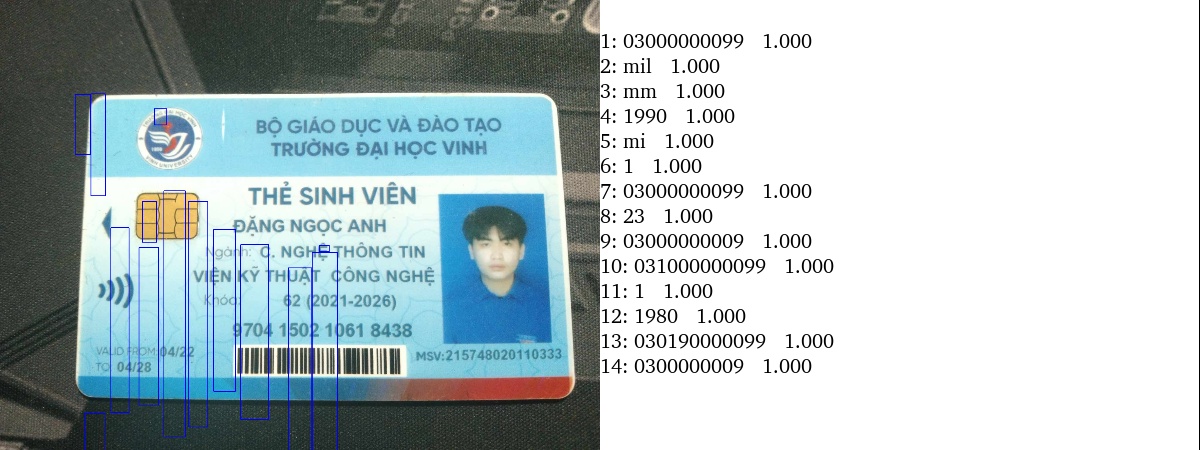 BỘ GIÁO DỤC VÀ ĐÀO TẠO
TRƯỜNG ĐẠI HỌC VINH
THẺ SINH VIÊN
ĐẶNG NGỌC ANH
Ngành: C. NGHỆ THÔNG TIN
VIỆN KỸ THUẬT CÔNG NGHỆ
Khóa: 62 (2021-2026)
9704 1502 1061 8438
VALID FROM: 04/22
TO: 04/28
MSV:215748020110333
1: 03000000099 1.000
2: mil 1.000
3: mm 1.000
4: 1990 1.000
5: mi 1.000
6: 1 1.000
7: 03000000099 1.000
8: 23 1.000
9: 03000000099 1.000
10: 031000000099 1.000
11: 1 1.000
12: 1980 1.000
13: 030190000099 1.000
14: 0300000099 1.000